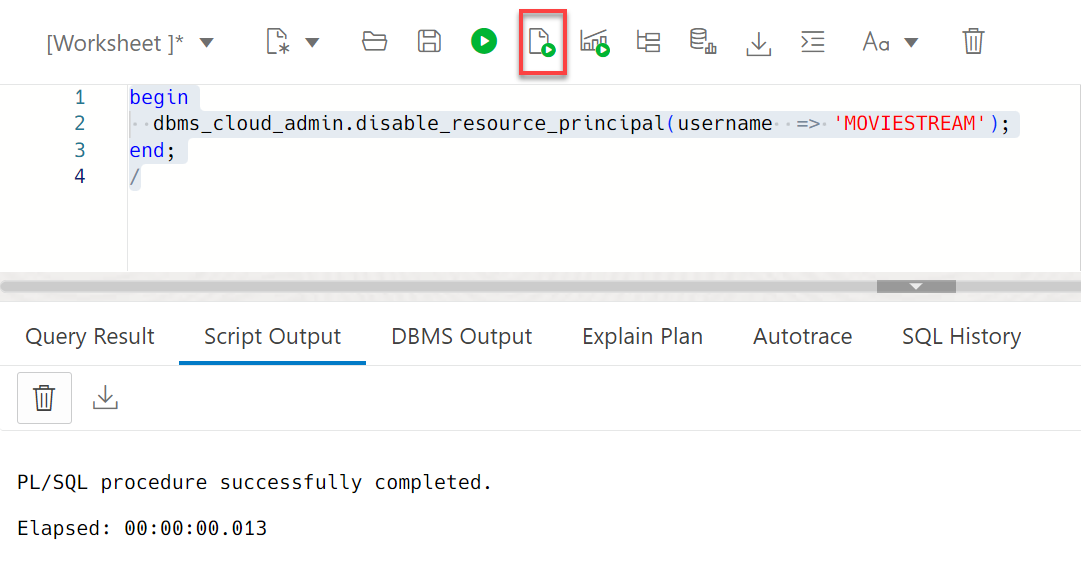 [Worksheet ]*
Aa
1 begin
2 dbms_cloud_admin.disable_resource_principal(username => 'MOVIESTREAM');
3 end;
4 /
Query Result Script Output DBMS Output Explain Plan Autotrace SQL History
PL/SQL procedure successfully completed.
Elapsed: 00:00:00.013